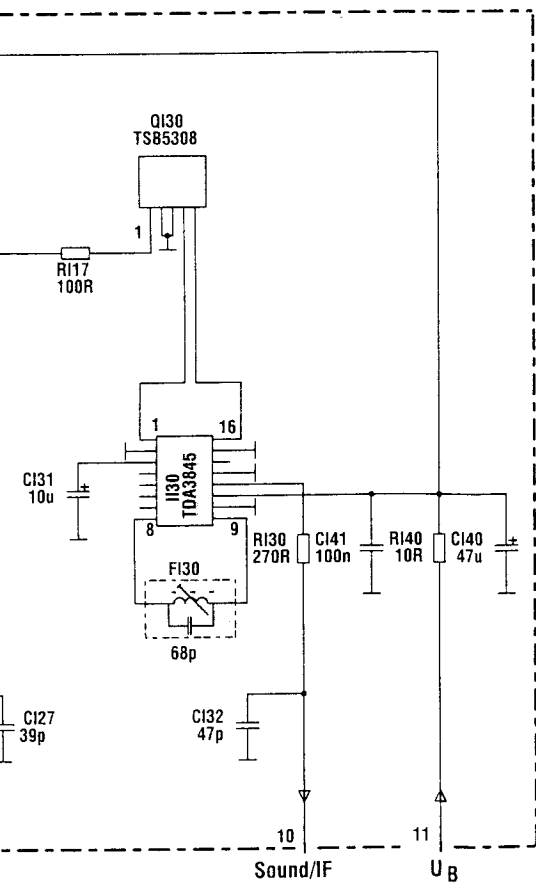 QI30
TSB5308
1
RI17
100R
1
16
II30
TDA3845
CI31
10u
+
8
9
RI30
270R
CI41
100n
RI40
10R
CI40
47u
+
FI30
68p
CI27
39p
CI32
47p
10
11
Sound/IF
UB